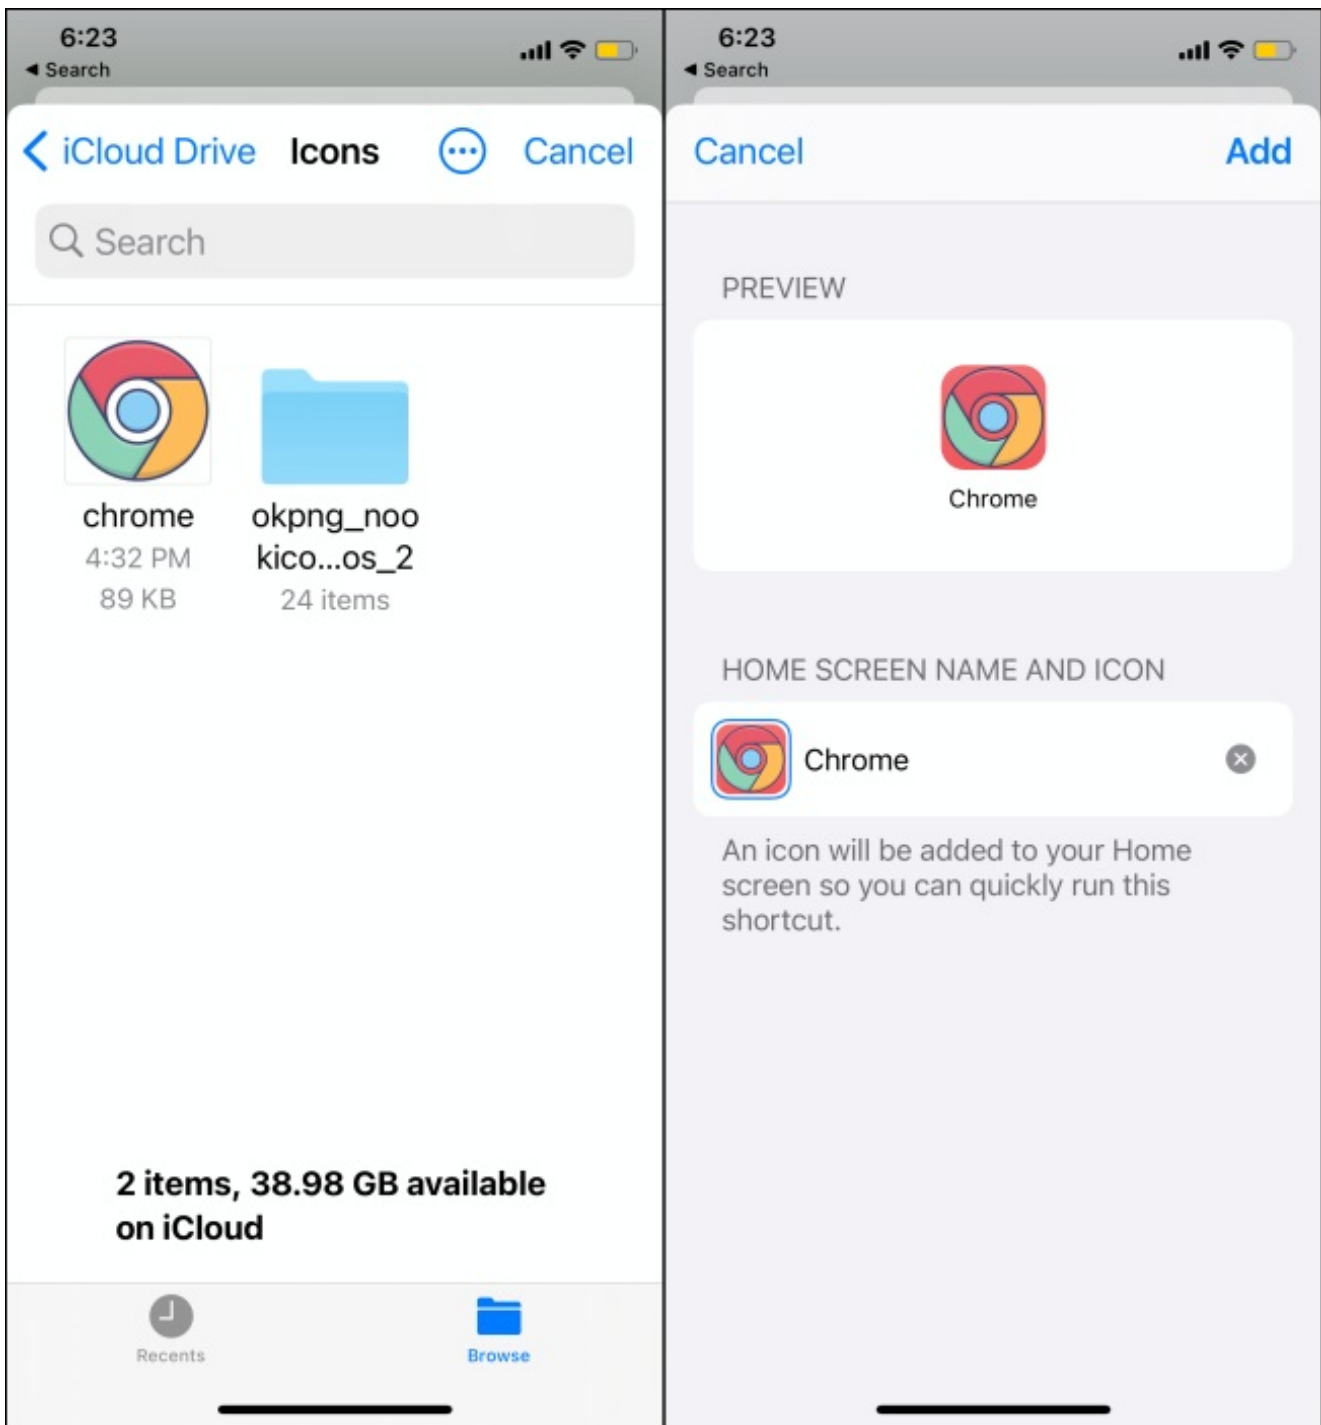 6:23
Search
iCloud Drive Icons Cancel
Search
chrome
4:32 PM
89 KB
okpng_noo
kico...os_2
24 items
2 items, 38.98 GB available
on iCloud
Recents
Browse
6:23
Search
Cancel Add
PREVIEW
Chrome
HOME SCREEN NAME AND ICON
Chrome
An icon will be added to your Home
screen so you can quickly run this
shortcut.